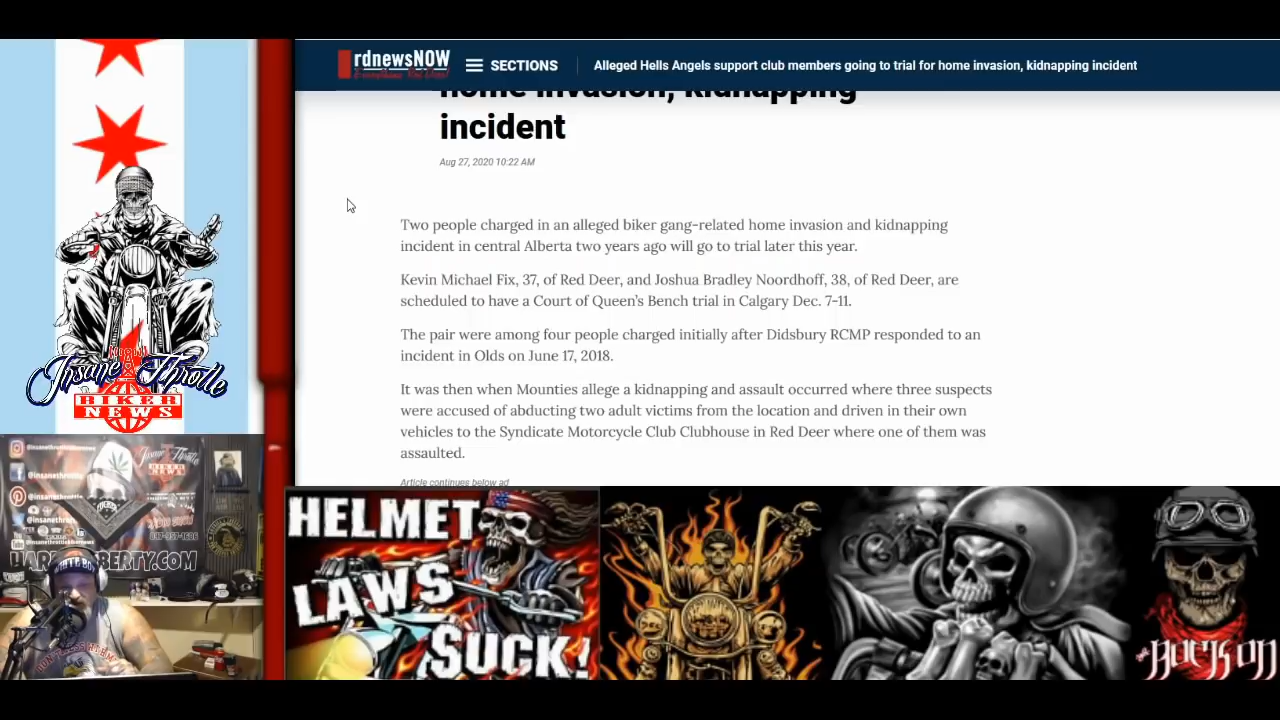 rdnewsNOW
SECTIONS
Alleged Hells Angels support club members going to trial for home invasion, kidnapping incident
home invasion, kidnapping
incident
Aug 27, 2020 10:22 AM
Two people charged in an alleged biker gang-related home invasion and kidnapping
incident in central Alberta two years ago will go to trial later this year.
Kevin Michael Fix, 37, of Red Deer, and Joshua Bradley Noordhoff, 38, of Red Deer, are
scheduled to have a Court of Queen's Bench trial in Calgary Dec. 7-11.
The pair were among four people charged initially after Didsbury RCMP responded to an
incident in Olds on June 17, 2018.
It was then when Mounties allege a kidnapping and assault occurred where three suspects
were accused of abducting two adult victims from the location and driven in their own
vehicles to the Syndicate Motorcycle Club Clubhouse in Red Deer where one of them was
assaulted.
Article continues below ad
Insane Throttle
BIKER
NEWS
HELMET
LAWS
SUCK!